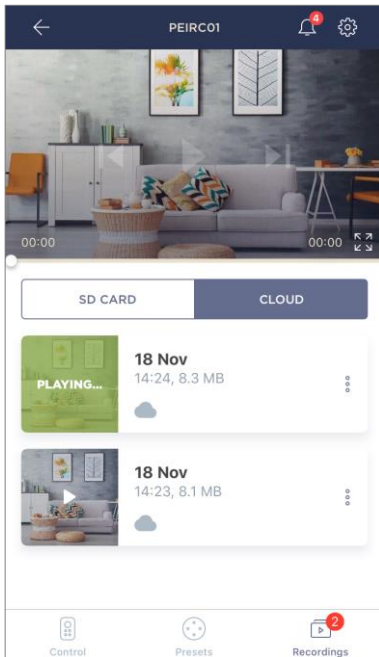 PEIRC01
4
00:00
00:00
SD CARD
CLOUD
PLAYING...
18 Nov
14:24, 8.3 MB
18 Nov
14:23, 8.1 MB
2
Control
Presets
Recordings